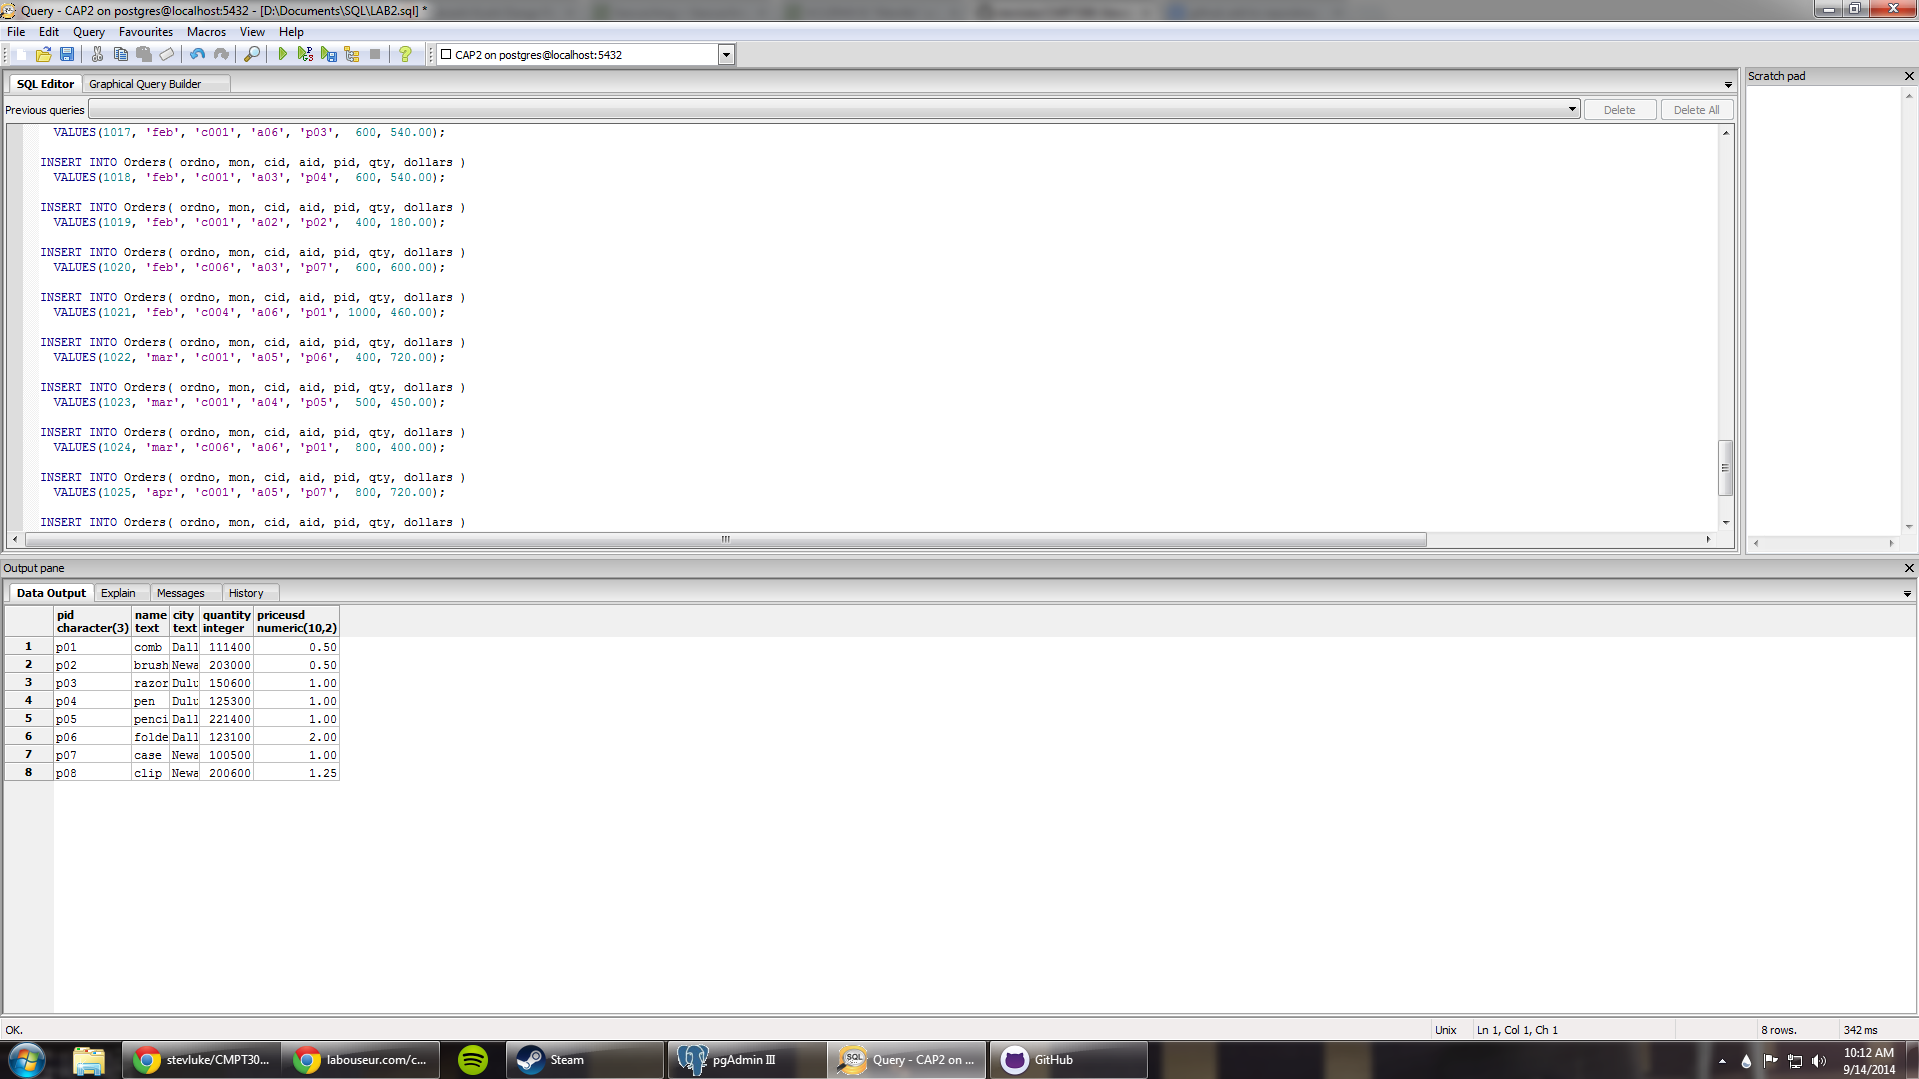 Query - CAP2 on postgres@localhost:5432 - [D:\Documents\SQL\LAB2.sql] *
File Edit Query Favourites Macros View Help
CAP2 on postgres@localhost:5432
SQL Editor Graphical Query Builder
Scratch pad
Previous queries Delete Delete All
VALUES(1017, 'feb', 'c001', 'a06', 'p03',  600, 540.00);
INSERT INTO Orders( ordno, mon, cid, aid, pid, qty, dollars )
VALUES(1018, 'feb', 'c001', 'a03', 'p04',  600, 540.00);
INSERT INTO Orders( ordno, mon, cid, aid, pid, qty, dollars )
VALUES(1019, 'feb', 'c001', 'a02', 'p02',  400, 180.00);
INSERT INTO Orders( ordno, mon, cid, aid, pid, qty, dollars )
VALUES(1020, 'feb', 'c006', 'a03', 'p07',  600, 600.00);
INSERT INTO Orders( ordno, mon, cid, aid, pid, qty, dollars )
VALUES(1021, 'feb', 'c004', 'a06', 'p01', 1000, 460.00);
INSERT INTO Orders( ordno, mon, cid, aid, pid, qty, dollars )
VALUES(1022, 'mar', 'c001', 'a05', 'p06',  400, 720.00);
INSERT INTO Orders( ordno, mon, cid, aid, pid, qty, dollars )
VALUES(1023, 'mar', 'c001', 'a04', 'p05',  500, 450.00);
INSERT INTO Orders( ordno, mon, cid, aid, pid, qty, dollars )
VALUES(1024, 'mar', 'c006', 'a06', 'p01',  800, 400.00);
INSERT INTO Orders( ordno, mon, cid, aid, pid, qty, dollars )
VALUES(1025, 'apr', 'c001', 'a05', 'p07',  800, 720.00);
INSERT INTO Orders( ordno, mon, cid, aid, pid, qty, dollars )
Output pane
Data Output Explain Messages History
pid name city quantity priceusd
character(3) text text integer numeric(10,2)
1 p01 comb Dall 111400 0.50
2 p02 brush Newa 203000 0.50
3 p03 razor Dulu 150600 1.00
4 p04 pen Dulu 125300 1.00
5 p05 penci Dall 221400 1.00
6 p06 folde Dall 123100 2.00
7 p07 case Newa 100500 1.00
8 p08 clip Newa 200600 1.25
OK. Unix Ln 1, Col 1, Ch 1 8 rows. 342 ms
stevluke/CMPT30... labouseur.com/c... Steam pgAdmin III SQL Query - CAP2 on ... GitHub
10:12 AM
9/14/2014